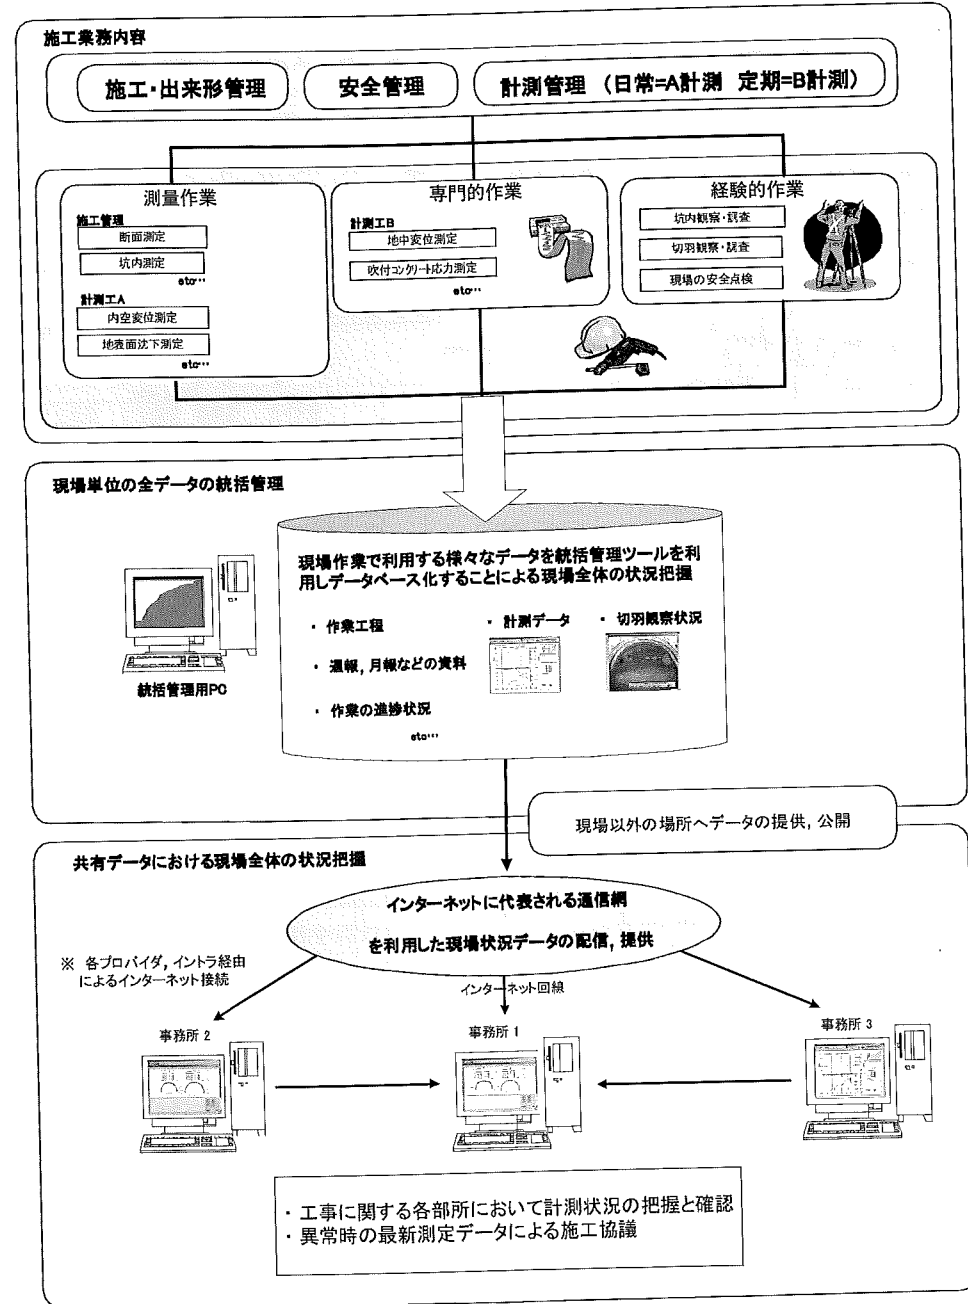 施工業務内容
施工・出来形管理
安全管理
計測管理 (日常=A計測 定期=B計測)
測量作業
施工管理
断面測定
坑内測定
etc…
計測工A
内空変位測定
地表面沈下測定
etc…
専門的作業
計測工B
地中変位測定
吹付コンクリート応力測定
etc…
経験的作業
坑内観察・調査
切羽観察・調査
現場の安全点検
現場単位の全データの統括管理
統括管理用PC
現場作業で利用する様々なデータを統括管理ツールを利
用しデータベース化することによる現場全体の状況把握
・ 作業工程
・ 週報, 月報などの資料
・ 作業の進捗状況
etc…
・ 計測データ
・ 切羽観察状況
現場以外の場所へデータの提供, 公開
共有データにおける現場全体の状況把握
インターネットに代表される通信網
を利用した現場状況データの配信, 提供
※ 各プロバイダ, イントラ経由
によるインターネット接続
インターネット回線
事務所 2
事務所 1
事務所 3
・ 工事に関する各部所において計測状況の把握と確認
・ 異常時の最新測定データによる施工協議